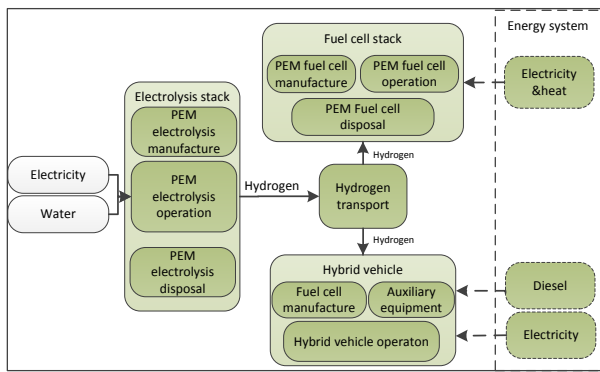 Fuel cell stack
PEM fuel cell
manufacture
PEM fuel cell
operation
PEM Fuel cell
disposal
Energy system
Electricity
&heat
Electrolysis stack
PEM
electrolysis
manufacture
PEM
electrolysis
operation
PEM
electrolysis
disposal
Electricity
Water
Hydrogen
Hydrogen
Hydrogen
transport
Hydrogen
Hybrid vehicle
Fuel cell
manufacture
Auxiliary
equipment
Hybrid vehicle operaton
Diesel
Electricity